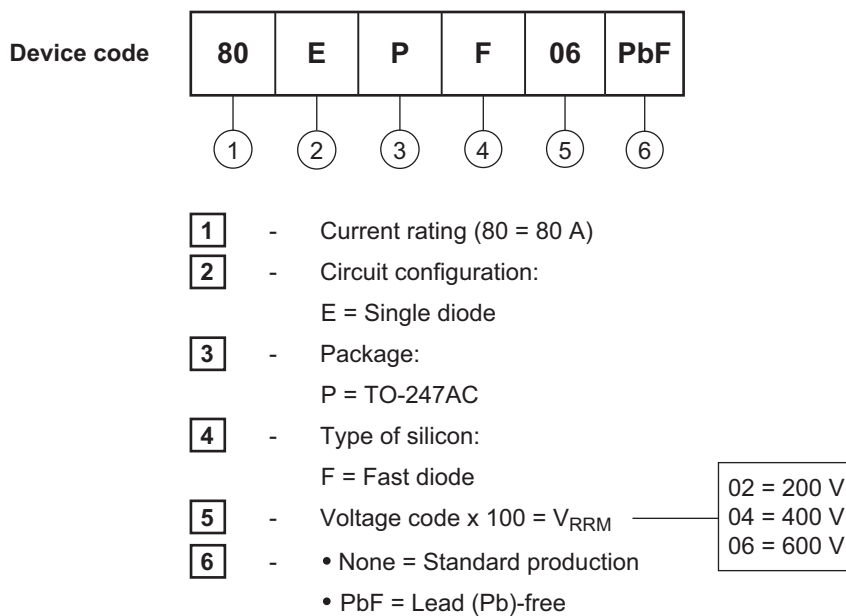 Device code 80 E P F 06 PbF
1 2 3 4 5 6
1 - Current rating (80 = 80 A)
2 - Circuit configuration:
E = Single diode
3 - Package:
P = TO-247AC
4 - Type of silicon:
F = Fast diode
5 - Voltage code x 100 = VRRM
02 = 200 V
04 = 400 V
06 = 600 V
6 - • None = Standard production
• PbF = Lead (Pb)-free